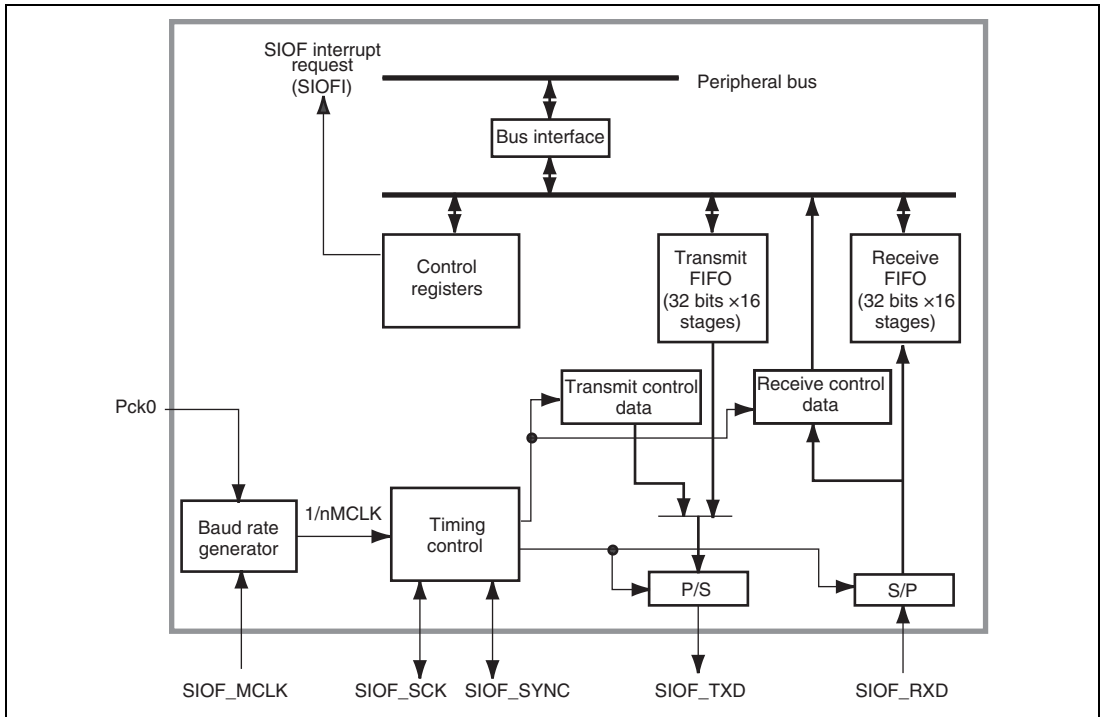 SIOF interrupt
request
(SIOFI)
Peripheral bus
Bus interface
Control
registers
Transmit
FIFO
(32 bits ×16
stages)
Receive
FIFO
(32 bits ×16
stages)
Transmit control
data
Receive control
data
Pck0
Baud rate
generator
1/nMCLK
Timing
control
P/S
S/P
SIOF_MCLK
SIOF_SCK
SIOF_SYNC
SIOF_TXD
SIOF_RXD